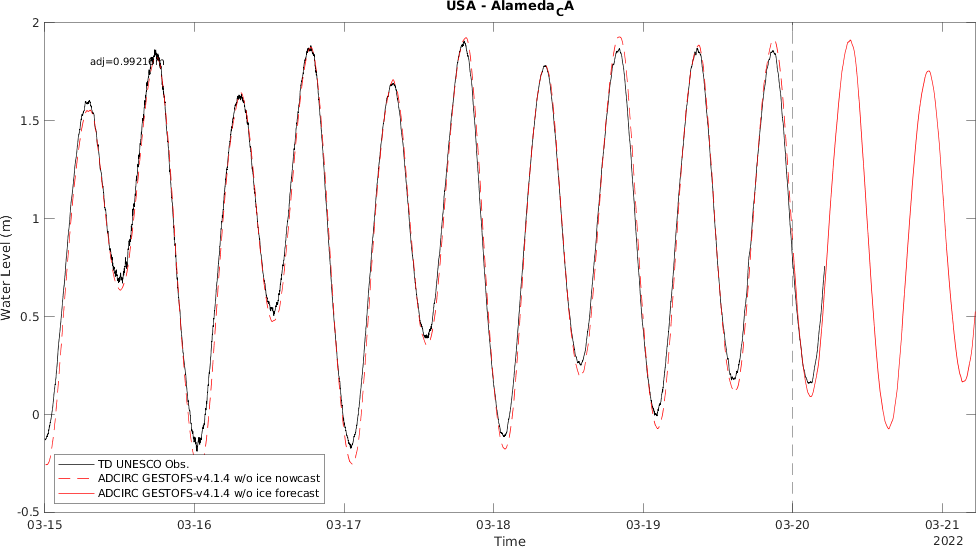 USA - Alameda_CA
adj=0.99216 m
2
1.5
1
0.5
0
-0.5
Water Level (m)
TD UNESCO Obs.
ADCIRC GESTOFS-v4.1.4 w/o ice nowcast
ADCIRC GESTOFS-v4.1.4 w/o ice forecast
03-15 03-16 03-17 03-18 03-19 03-20 03-21
Time 2022